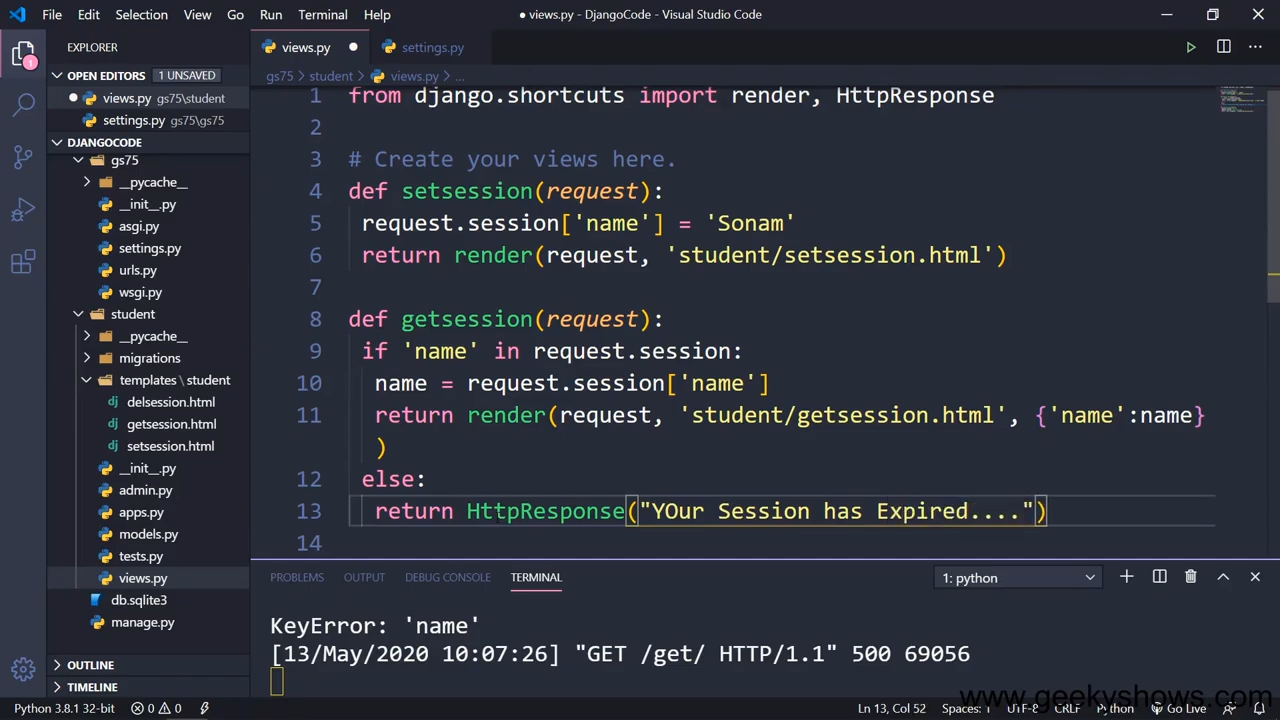 File Edit Selection View Go Run Terminal Help
● views.py - DjangoCode - Visual Studio Code
EXPLORER
OPEN EDITORS 1 UNSAVED
views.py gs75\student
settings.py gs75\gs75
DJANGOCODE
gs75
__pycache__
__init__.py
asgi.py
settings.py
urls.py
wsgi.py
student
__pycache__
migrations
templates \ student
delsession.html
getsession.html
setsession.html
__init__.py
admin.py
apps.py
models.py
tests.py
views.py
db.sqlite3
manage.py
OUTLINE
TIMELINE
views.py settings.py
gs75 > student > views.py > ...
1 from django.shortcuts import render, HttpResponse
2
3 # Create your views here.
4 def setsession(request):
5 request.session['name'] = 'Sonam'
6 return render(request, 'student/setsession.html')
7
8 def getsession(request):
9 if 'name' in request.session:
10 name = request.session['name']
11 return render(request, 'student/getsession.html', {'name':name}
)
12 else:
13 return HttpResponse("YOur Session has Expired....")
14
PROBLEMS OUTPUT DEBUG CONSOLE TERMINAL 1: python
KeyError: 'name'
[13/May/2020 10:07:26] "GET /get/ HTTP/1.1" 500 69056
www.geekyshows.com
1
Python 3.8.1 32-bit 0 0 Ln 13, Col 52 Spaces: 1 UTF-8 CRLF Python Go Live